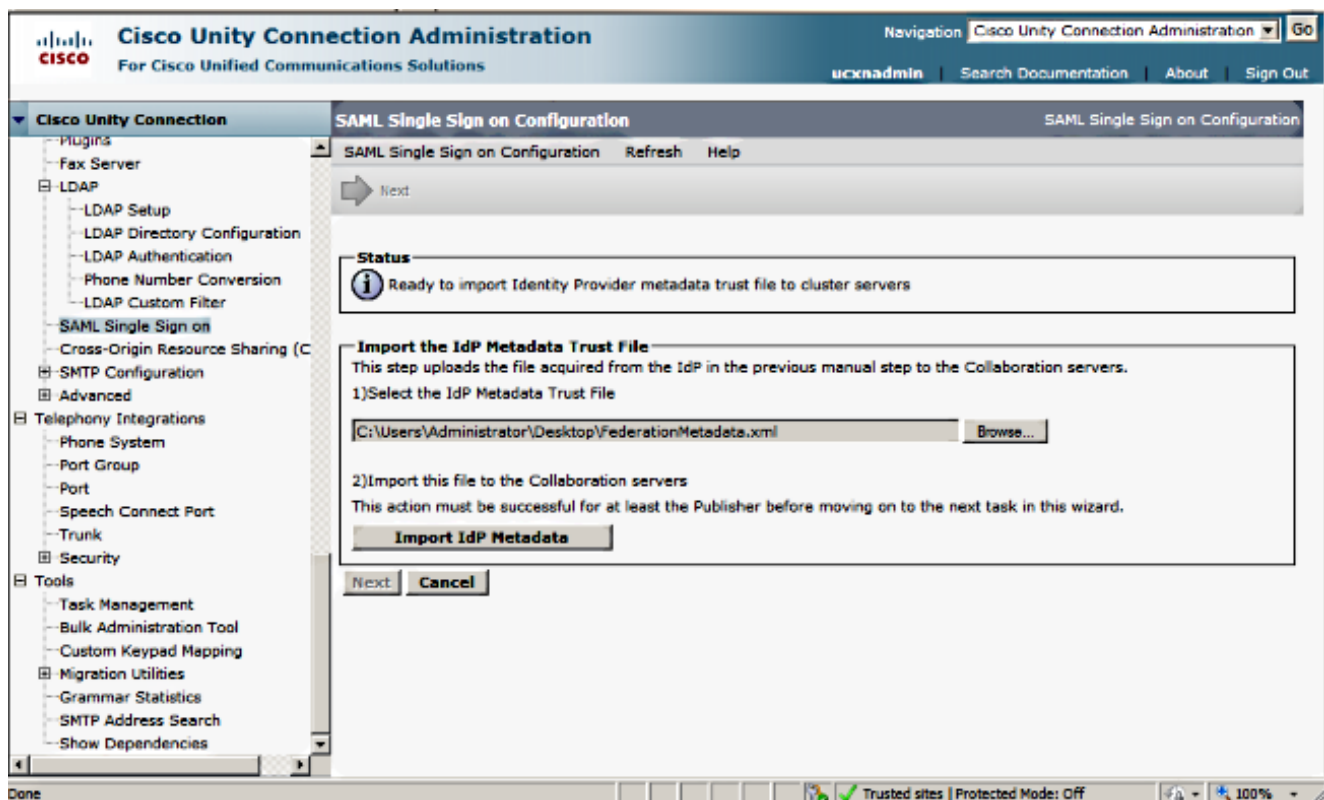 Cisco Unity Connection Administration
For Cisco Unified Communications Solutions
CISCO
Navigation Cisco Unity Connection Administration Go
ucxnadmin | Search Documentation | About | Sign Out
Cisco Unity Connection
Plugins
Fax Server
LDAP
LDAP Setup
LDAP Directory Configuration
LDAP Authentication
Phone Number Conversion
LDAP Custom Filter
SAML Single Sign on
Cross-Origin Resource Sharing (C
SMTP Configuration
Advanced
Telephony Integrations
Phone System
Port Group
Port
Speech Connect Port
Trunk
Security
Tools
Task Management
Bulk Administration Tool
Custom Keypad Mapping
Migration Utilities
Grammar Statistics
SMTP Address Search
Show Dependencies
SAML Single Sign on Configuration
SAML Single Sign on Configuration
SAML Single Sign on Configuration Refresh Help
Next
Status
Ready to import Identity Provider metadata trust file to cluster servers
Import the IdP Metadata Trust File
This step uploads the file acquired from the IdP in the previous manual step to the Collaboration servers.
1)Select the IdP Metadata Trust File
C:\Users\Administrator\Desktop\FederationMetadata.xml Browse...
2)Import this file to the Collaboration servers
This action must be successful for at least the Publisher before moving on to the next task in this wizard.
Import IdP Metadata
Next Cancel
Done
Trusted sites | Protected Mode: Off
100%